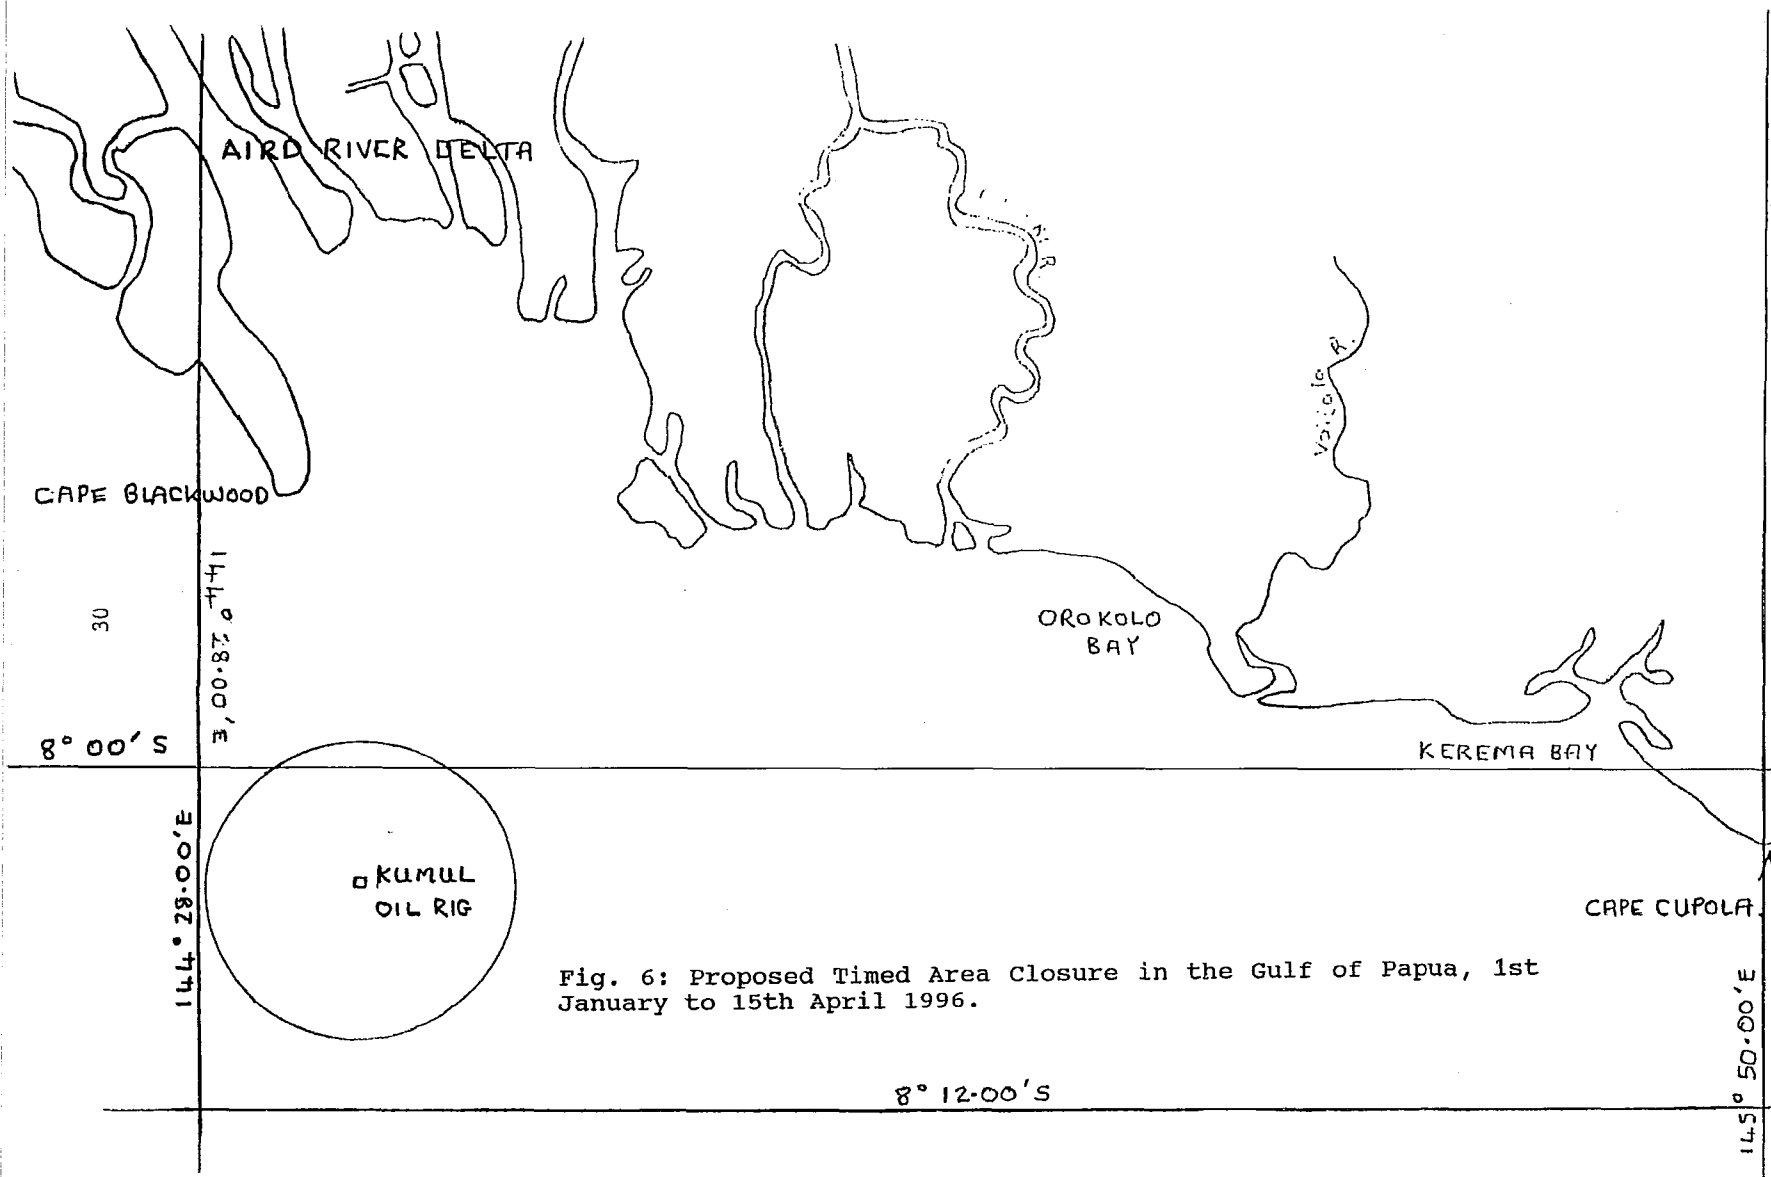 AIRD RIVER DELTA
Vailala R.
CAPE BLACKWOOD
144° 28.00'E
30
OROKOLO
BAY
8° 00'S
KEREMA BAY
144° 28.00'E
KUMUL
OIL RIG
CAPE CUPOLA
Fig. 6: Proposed Timed Area Closure in the Gulf of Papua, 1st
January to 15th April 1996.
145° 50.00'E
8° 12.00'S